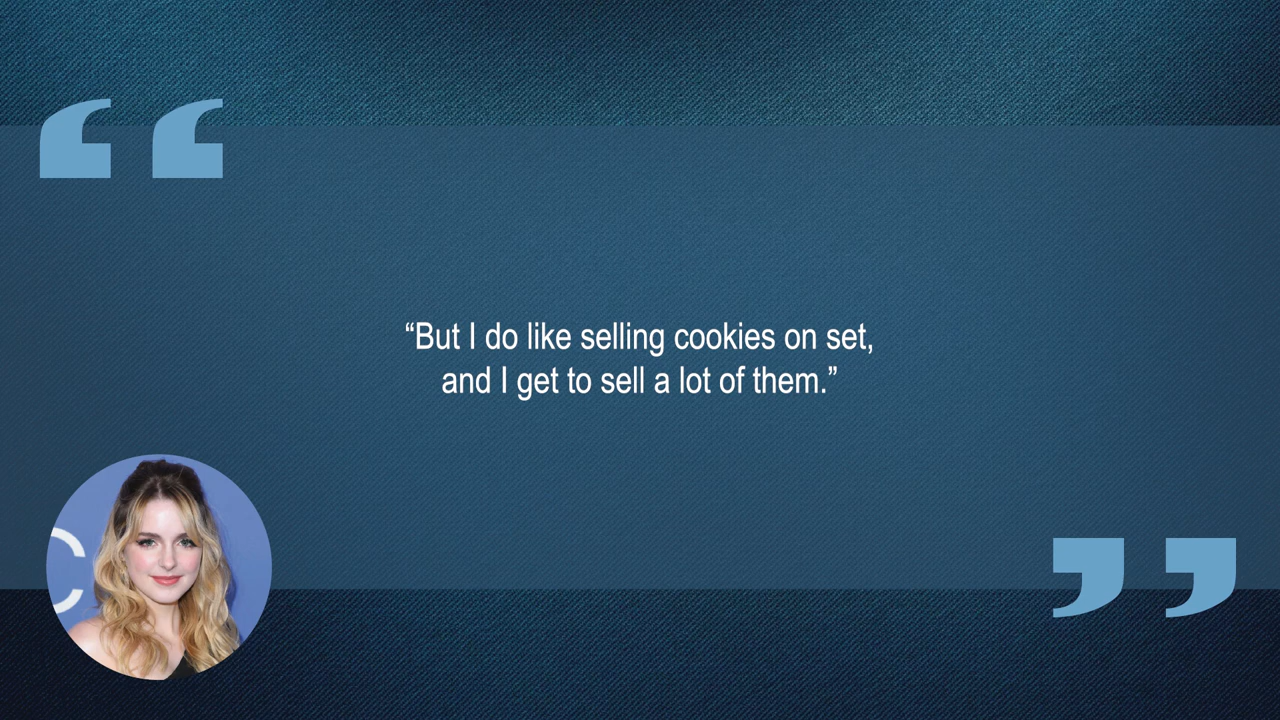 “But I do like selling cookies on set,
and I get to sell a lot of them.”